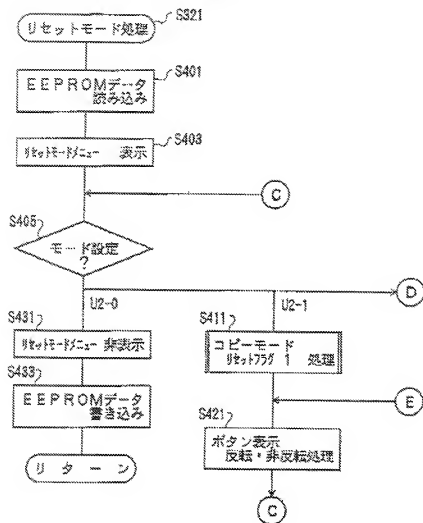 S321
リセットモード処理
S401
EEPROMデータ
読み込み
S403
リセットモードメニュー 表示
C
S405
モード設定
?
D
U2-0
U2-1
S431
リセットモードメニュー 非表示
S411
コピーモード
リセットフラグ 1 処理
S433
EEPROMデータ
書き込み
E
S421
ボタン表示
反転・非反転処理
リターン
C